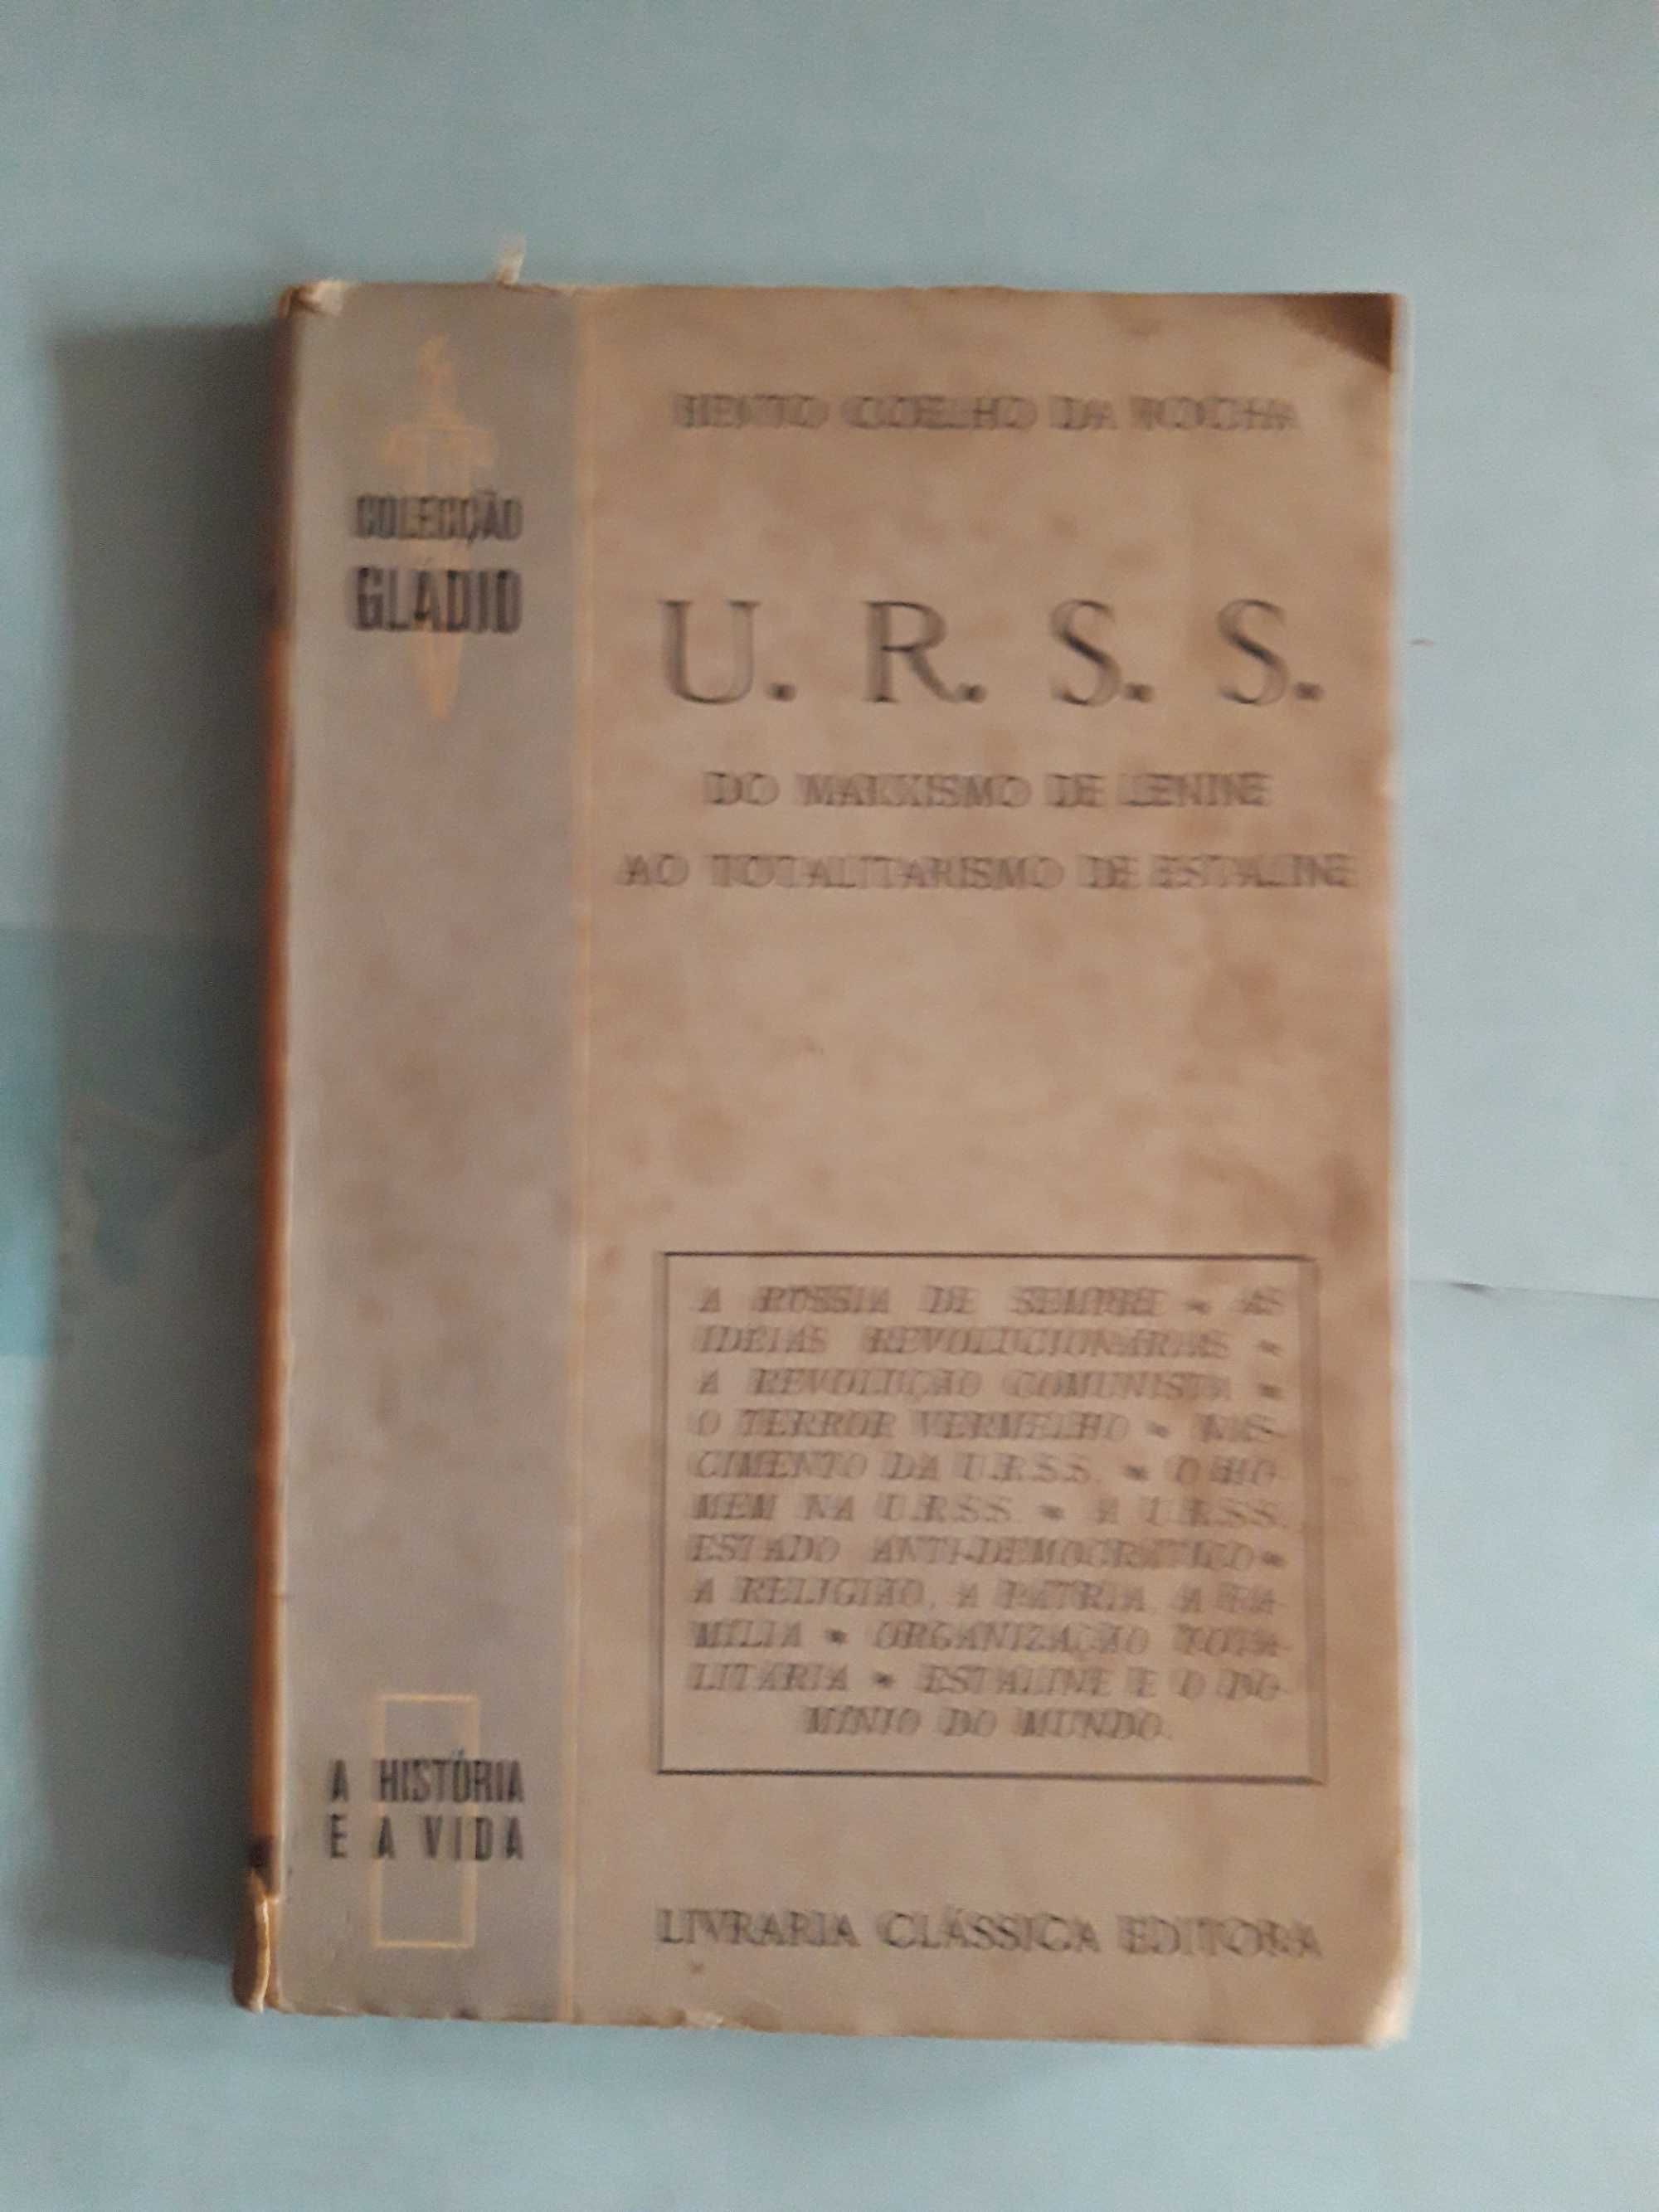 BENTO COELHO DA ROCHA
COLECÇÃO
GLÁDIO
U. R. S. S.
DO MARXISMO DE LENINE
AO TOTALITARISMO DE ESTALINE
A RÚSSIA DE SEMPRE * AS
IDÉIAS REVOLUCIONÁRIAS *
A REVOLUÇÃO COMUNISTA *
O TERROR VERMELHO * NAS-
CIMENTO DA U.R.S.S. * O HO-
MEM NA U.R.S.S. * A U.R.S.S.
ESTADO ANTI-DEMOCRÁTICO *
A RELIGIÃO, A PÁTRIA, A FA-
MÍLIA * ORGANIZAÇÃO TOTA-
LITÁRIA * ESTALINE E O DO-
MÍNIO DO MUNDO.
A HISTÓRIA
E A VIDA
LIVRARIA CLÁSSICA EDITORA